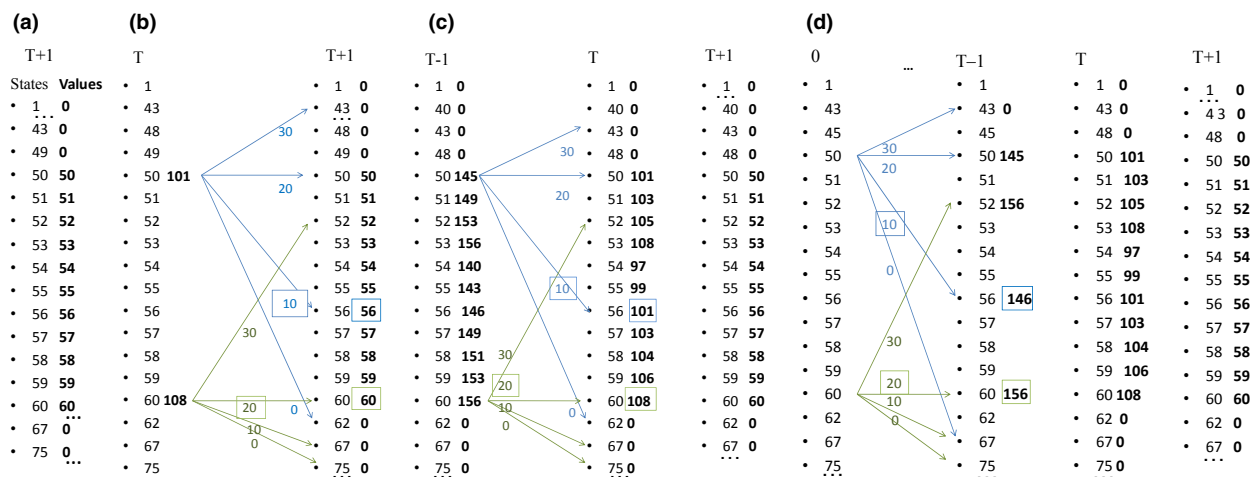 (a)
T+1
States Values
• 1 0
...
• 43 0
• 49 0
• 50 50
• 51 51
• 52 52
• 53 53
• 54 54
• 55 55
• 56 56
• 57 57
• 58 58
• 59 59
• 60 60
...
• 67 0
• 75 0
...
(b)
T
• 1
• 43
• 48
• 49
• 50 101
• 51
• 52
• 53
• 54
• 55
• 56
• 57
• 58
• 59
• 60 108
• 62
• 67
• 75
30
20
10
0
30
20
10
0
T+1
• 1 0
• 43 0
...
• 48 0
• 49 0
• 50 50
• 51 51
• 52 52
• 53 53
• 54 54
• 55 55
• 56 56
• 57 57
• 58 58
• 59 59
• 60 60
• 62 0
• 67 0
• 75 0
...
(c)
T-1
• 1 0
• 40 0
• 43 0
• 48 0
• 50 145
• 51 149
• 52 153
• 53 156
• 54 140
• 55 143
• 56 146
• 57 149
• 58 151
• 59 153
• 60 156
• 62 0
• 67 0
• 75 0
30
20
10
0
30
20
10
0
T
• 1 0
• 40 0
• 43 0
• 48 0
• 50 101
• 51 103
• 52 105
• 53 108
• 54 97
• 55 99
• 56 101
• 57 103
• 58 104
• 59 106
• 60 108
• 62 0
• 67 0
• 75 0
...
T+1
• 1 0
...
• 40 0
• 43 0
• 48 0
• 50 50
• 51 51
• 52 52
• 53 53
• 54 54
• 55 55
• 56 56
• 57 57
• 58 58
• 59 59
• 60 60
• 62 0
• 67 0
...
(d)
0
• 1
• 43
• 45
• 50
• 51
• 52
• 53
• 54
• 55
• 56
• 57
• 58
• 59
• 60
• 62
• 67
• 75
...
...
30
20
10
0
30
20
10
0
T−1
• 1
• 43 0
• 45
• 50 145
• 51
• 52 156
• 53
• 54
• 55
• 56 146
• 57
• 58
• 59
• 60 156
• 62
• 67
• 75
...
T
• 1 0
• 43 0
• 48 0
• 50 101
• 51 103
• 52 105
• 53 108
• 54 97
• 55 99
• 56 101
• 57 103
• 58 104
• 59 106
• 60 108
• 62 0
• 67 0
• 75 0
...
T+1
• 1 0
...
• 4 3 0
• 48 0
• 50 50
• 51 51
• 52 52
• 53 53
• 54 54
• 55 55
• 56 56
• 57 57
• 58 58
• 59 59
• 60 60
• 62 0
• 67 0
...